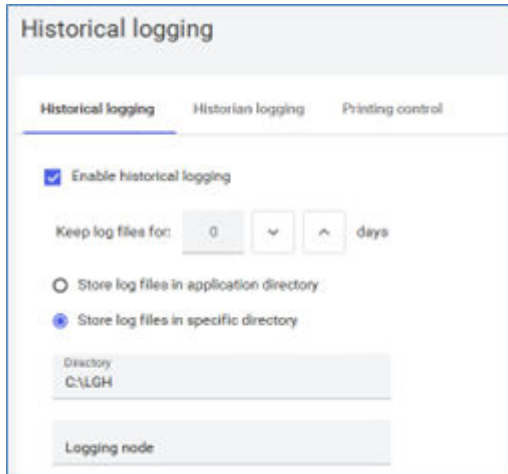 Historical logging
Historical logging Historian logging Printing control
Enable historical logging
Keep log files for: 0 days
Store log files in application directory
Store log files in specific directory
Directory
C:\LGH
Logging node